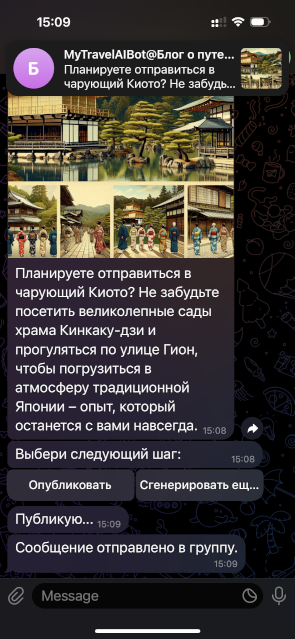 15:09
Б
MyTravelAIBot@Блог о путе...
Планируете отправиться в
чарующий Киото? Не забудь...
Планируете отправиться в
чарующий Киото? Не забудьте
посетить великолепные сады
храма Кинкаку-дзи и
прогуляться по улице Гион,
чтобы погрузиться в
атмосферу традиционной
Японии – опыт, который
останется с вами навсегда. 15:08
Выбери следующий шаг: 15:08
Опубликовать Сгенерировать ещ...
Публикую... 15:09
Сообщение отправлено в группу.
15:09
Message